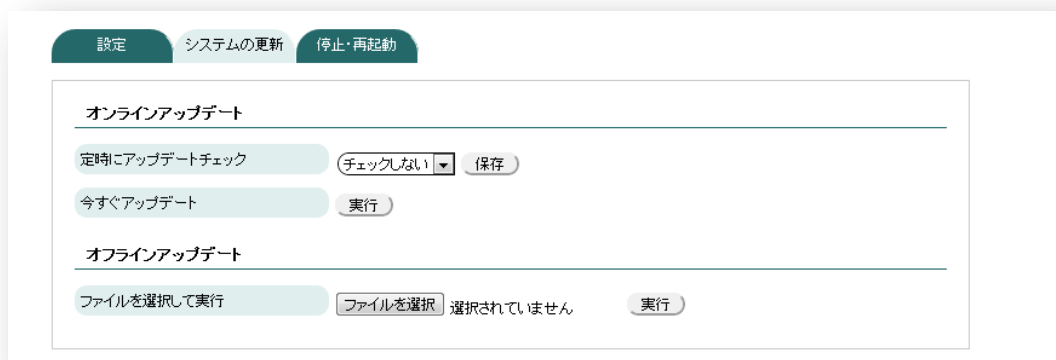 設定 システムの更新 停止・再起動
オンラインアップデート
定時にアップデートチェック チェックしない 保存
今すぐアップデート 実行
オフラインアップデート
ファイルを選択して実行 ファイルを選択 選択されていません 実行